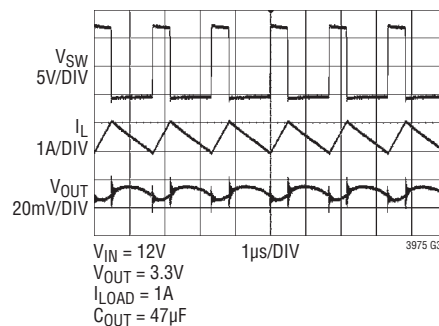 V_SW
5V/DIV
I_L
1A/DIV
V_OUT
20mV/DIV
V_IN = 12V
V_OUT = 3.3V
I_LOAD = 1A
C_OUT = 47µF
1µs/DIV
3975 G3